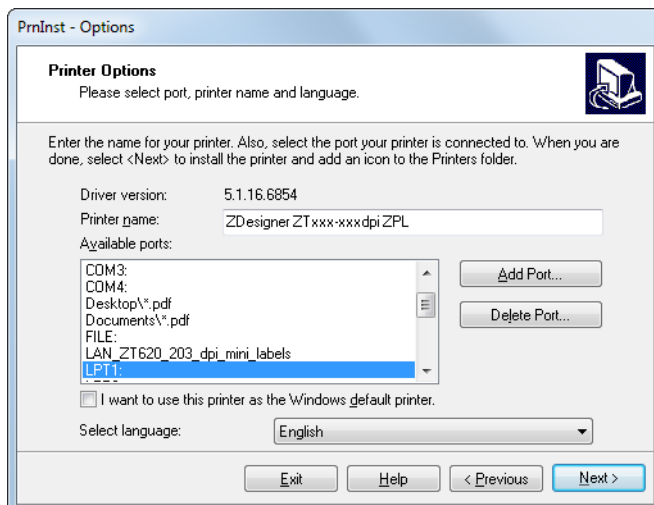 PrnInst - Options
Printer Options
Please select port, printer name and language.
Enter the name for your printer. Also, select the port your printer is connected to. When you are
done, select <Next> to install the printer and add an icon to the Printers folder.
Driver version: 5.1.16.6854
Printer name: ZDesigner ZTxxx-xxxdpi ZPL
Available ports:
COM3:
COM4:
Desktop\*.pdf
Documents\*.pdf
FILE:
LAN_ZT620_203_dpi_mini_labels
LPT1:
Add Port...
Delete Port...
I want to use this printer as the Windows default printer.
Select language: English
Exit Help < Previous Next >